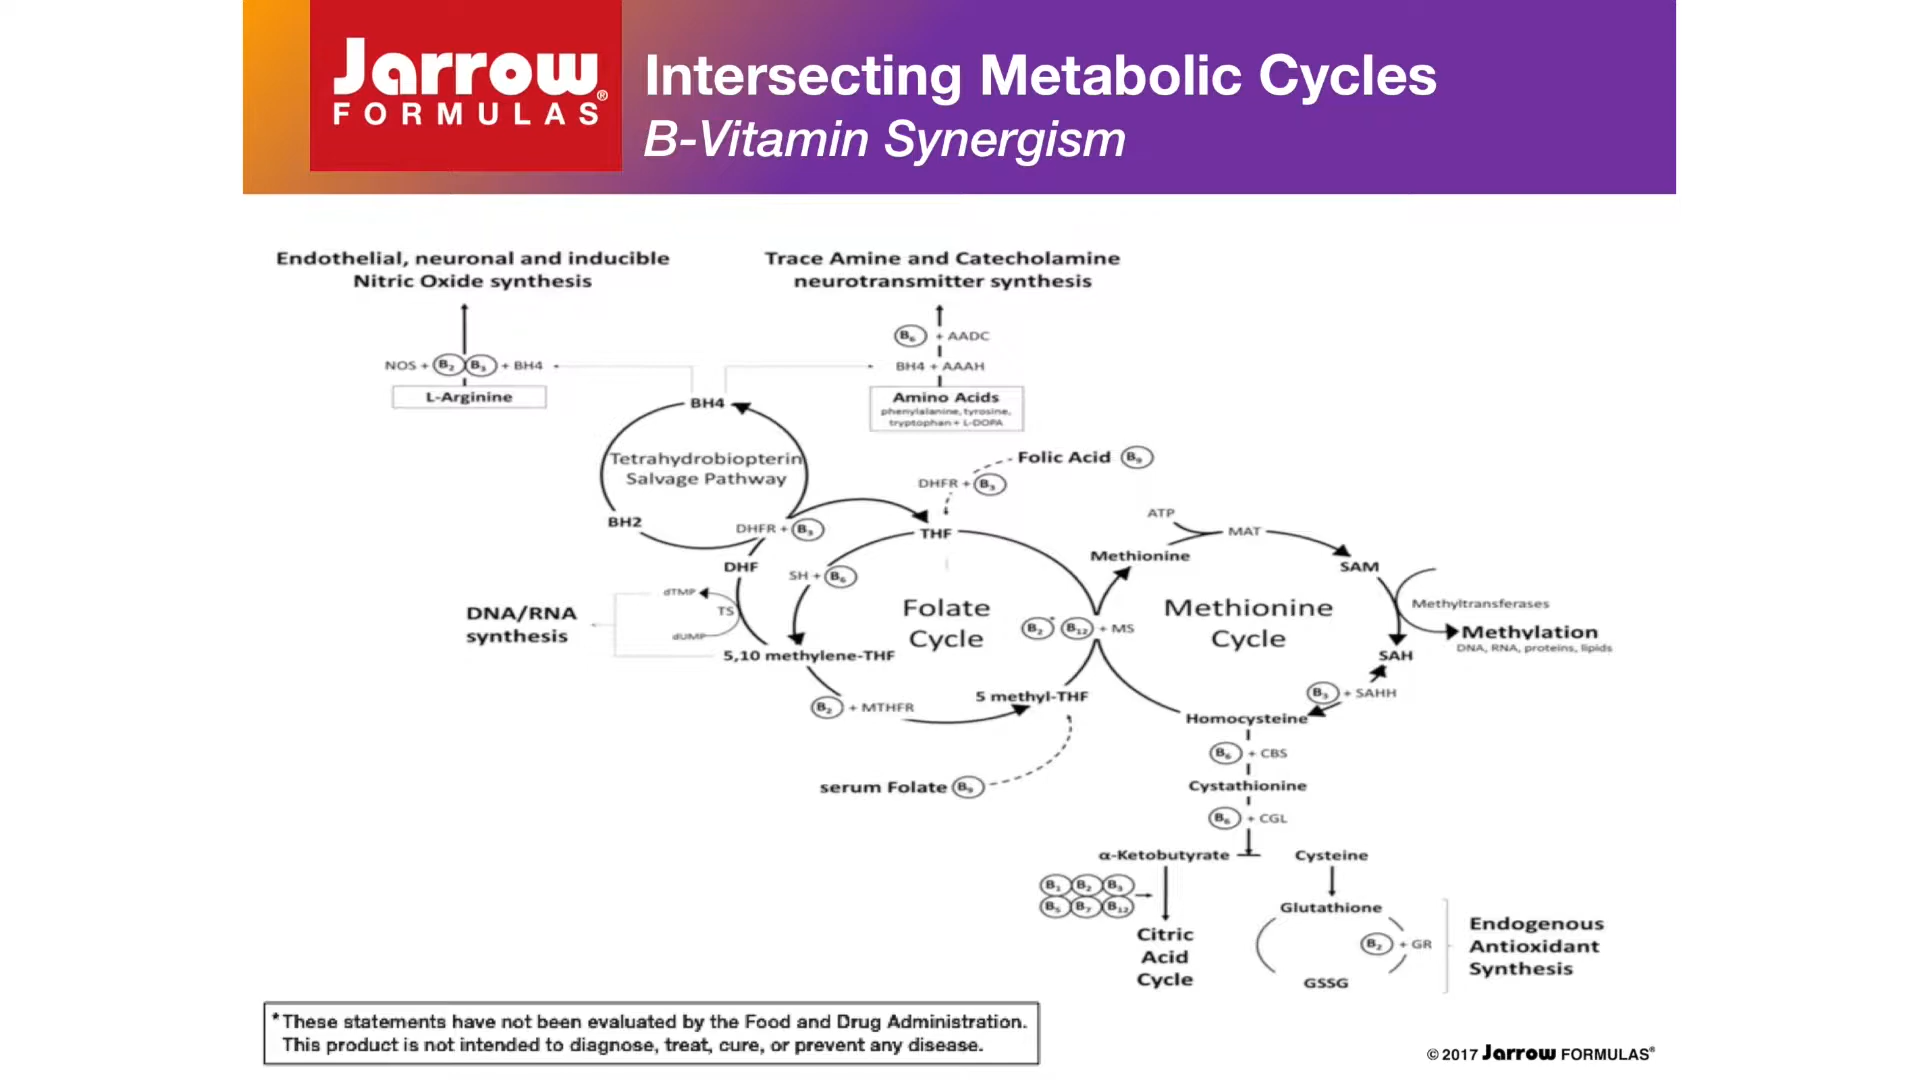 Jarrow®
FORMULAS
Intersecting Metabolic Cycles
B-Vitamin Synergism
Endothelial, neuronal and inducible
Nitric Oxide synthesis
Trace Amine and Catecholamine
neurotransmitter synthesis
B6 + AADC
NOS + B2 B3 + BH4
BH4 + AAAH
L-Arginine
Amino Acids
phenylalanine, tyrosine,
tryptophan + L-DOPA
BH4
Tetrahydrobiopterin
Salvage Pathway
Folic Acid B9
DHFR + B3
BH2
DHFR + B3
THF
ATP
MAT
Methionine
SAM
DHF
SH + B6
dTMP
TS
dUMP
DNA/RNA
synthesis
Folate
Cycle
B2* B12 + MS
Methionine
Cycle
Methyltransferases
Methylation
DNA, RNA, proteins, lipids
5,10 methylene-THF
SAH
5 methyl-THF
B3 + SAHH
B2 + MTHFR
Homocysteine
B6 + CBS
serum Folate B9
Cystathionine
B6 + CGL
α-Ketobutyrate
Cysteine
B1 B2 B3
B5 B7 B12
Glutathione
Citric
Acid
Cycle
B2 + GR
GSSG
Endogenous
Antioxidant
Synthesis
*These statements have not been evaluated by the Food and Drug Administration.
This product is not intended to diagnose, treat, cure, or prevent any disease.
© 2017 Jarrow FORMULAS®